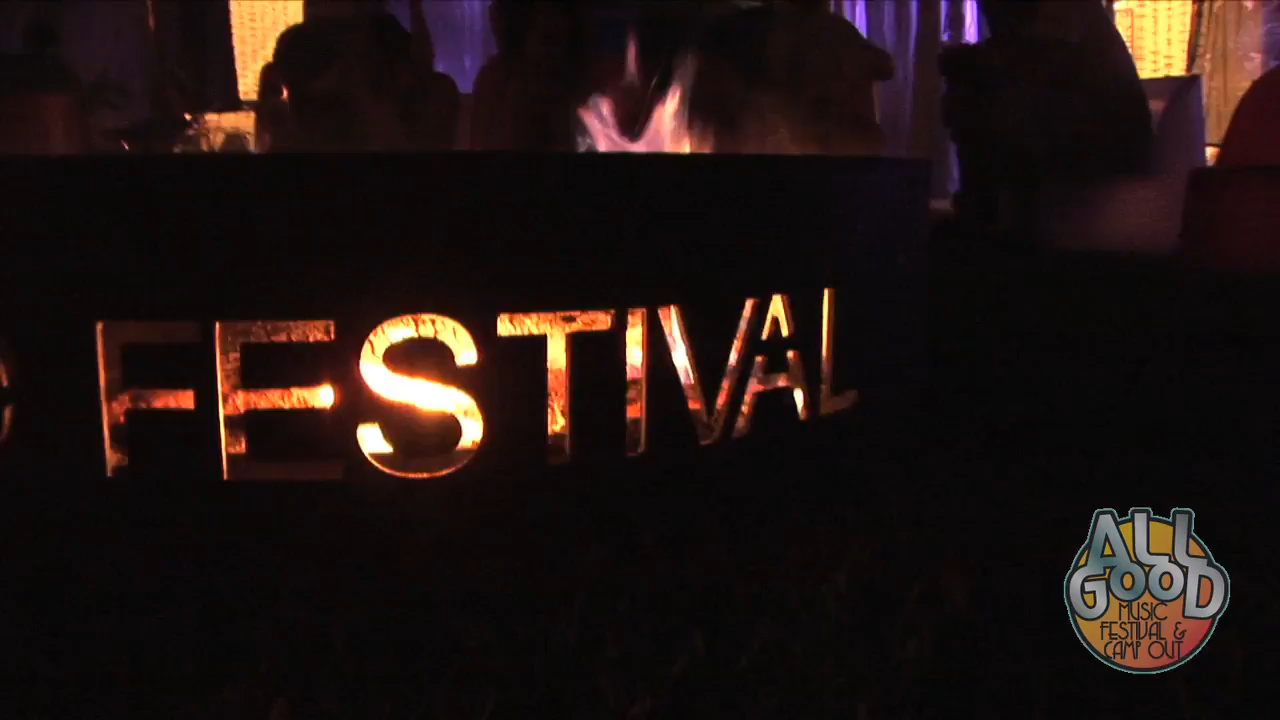 FESTIVAL
ALL
GOOD
MUSIC
FESTIVAL &
CAMP OUT